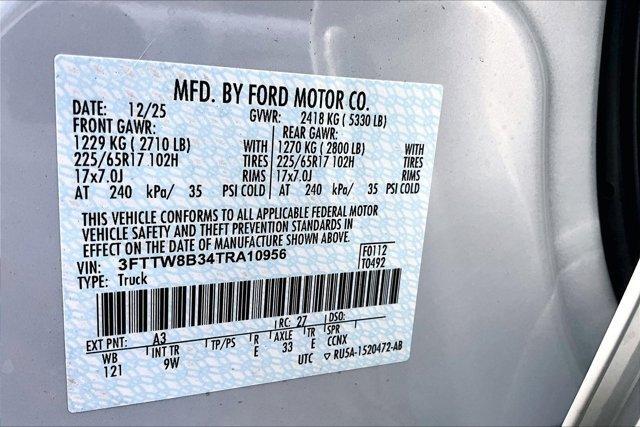 MFD. BY FORD MOTOR CO.
DATE: 12/25 GVWR: 2418 KG ( 5330 LB)
FRONT GAWR: REAR GAWR:
1229 KG ( 2710 LB) WITH 1270 KG ( 2800 LB) WITH
225/65R17 102H TIRES 225/65R17 102H TIRES
17x7.0J RIMS 17x7.0J RIMS
AT 240 kPa/ 35 PSI COLD AT 240 kPa/ 35 PSI COLD
THIS VEHICLE CONFORMS TO ALL APPLICABLE FEDERAL MOTOR
VEHICLE SAFETY AND THEFT PREVENTION STANDARDS IN
EFFECT ON THE DATE OF MANUFACTURE SHOWN ABOVE.
VIN: 3FTTW8B34TRA10956 F0112
TYPE: Truck T0492
EXT PNT: A3 RC: 27 DSO:
WB INT TR TP/PS R AXLE TR SPR
121 9W E 33 E CCNX
UTC ▽ RU5A-1520472-AB